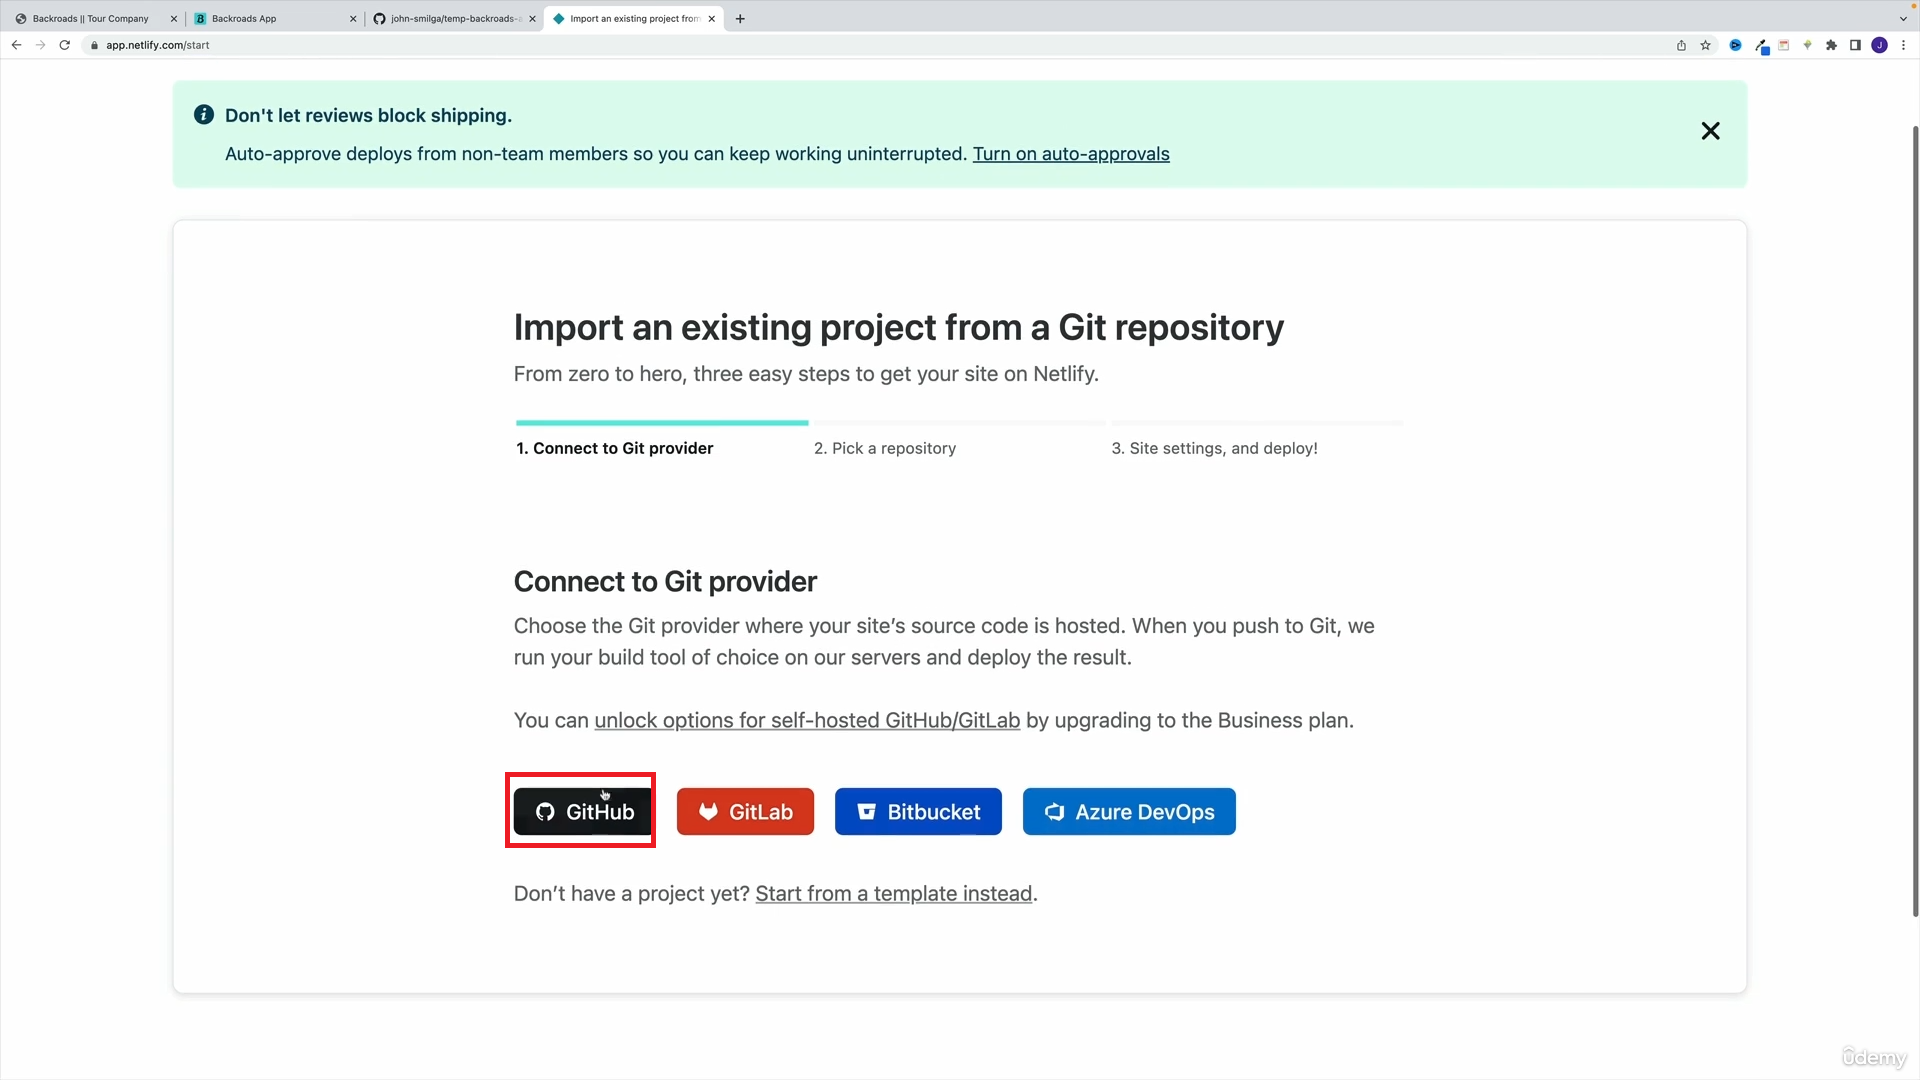 Backroads || Tour Company
Backroads App
john-smilga/temp-backroads-a
Import an existing project from
app.netlify.com/start
J
Don't let reviews block shipping.
Auto-approve deploys from non-team members so you can keep working uninterrupted. Turn on auto-approvals
Import an existing project from a Git repository
From zero to hero, three easy steps to get your site on Netlify.
1. Connect to Git provider
2. Pick a repository
3. Site settings, and deploy!
Connect to Git provider
Choose the Git provider where your site’s source code is hosted. When you push to Git, we
run your build tool of choice on our servers and deploy the result.
You can unlock options for self-hosted GitHub/GitLab by upgrading to the Business plan.
GitHub
GitLab
Bitbucket
Azure DevOps
Don’t have a project yet? Start from a template instead.
ûdemy